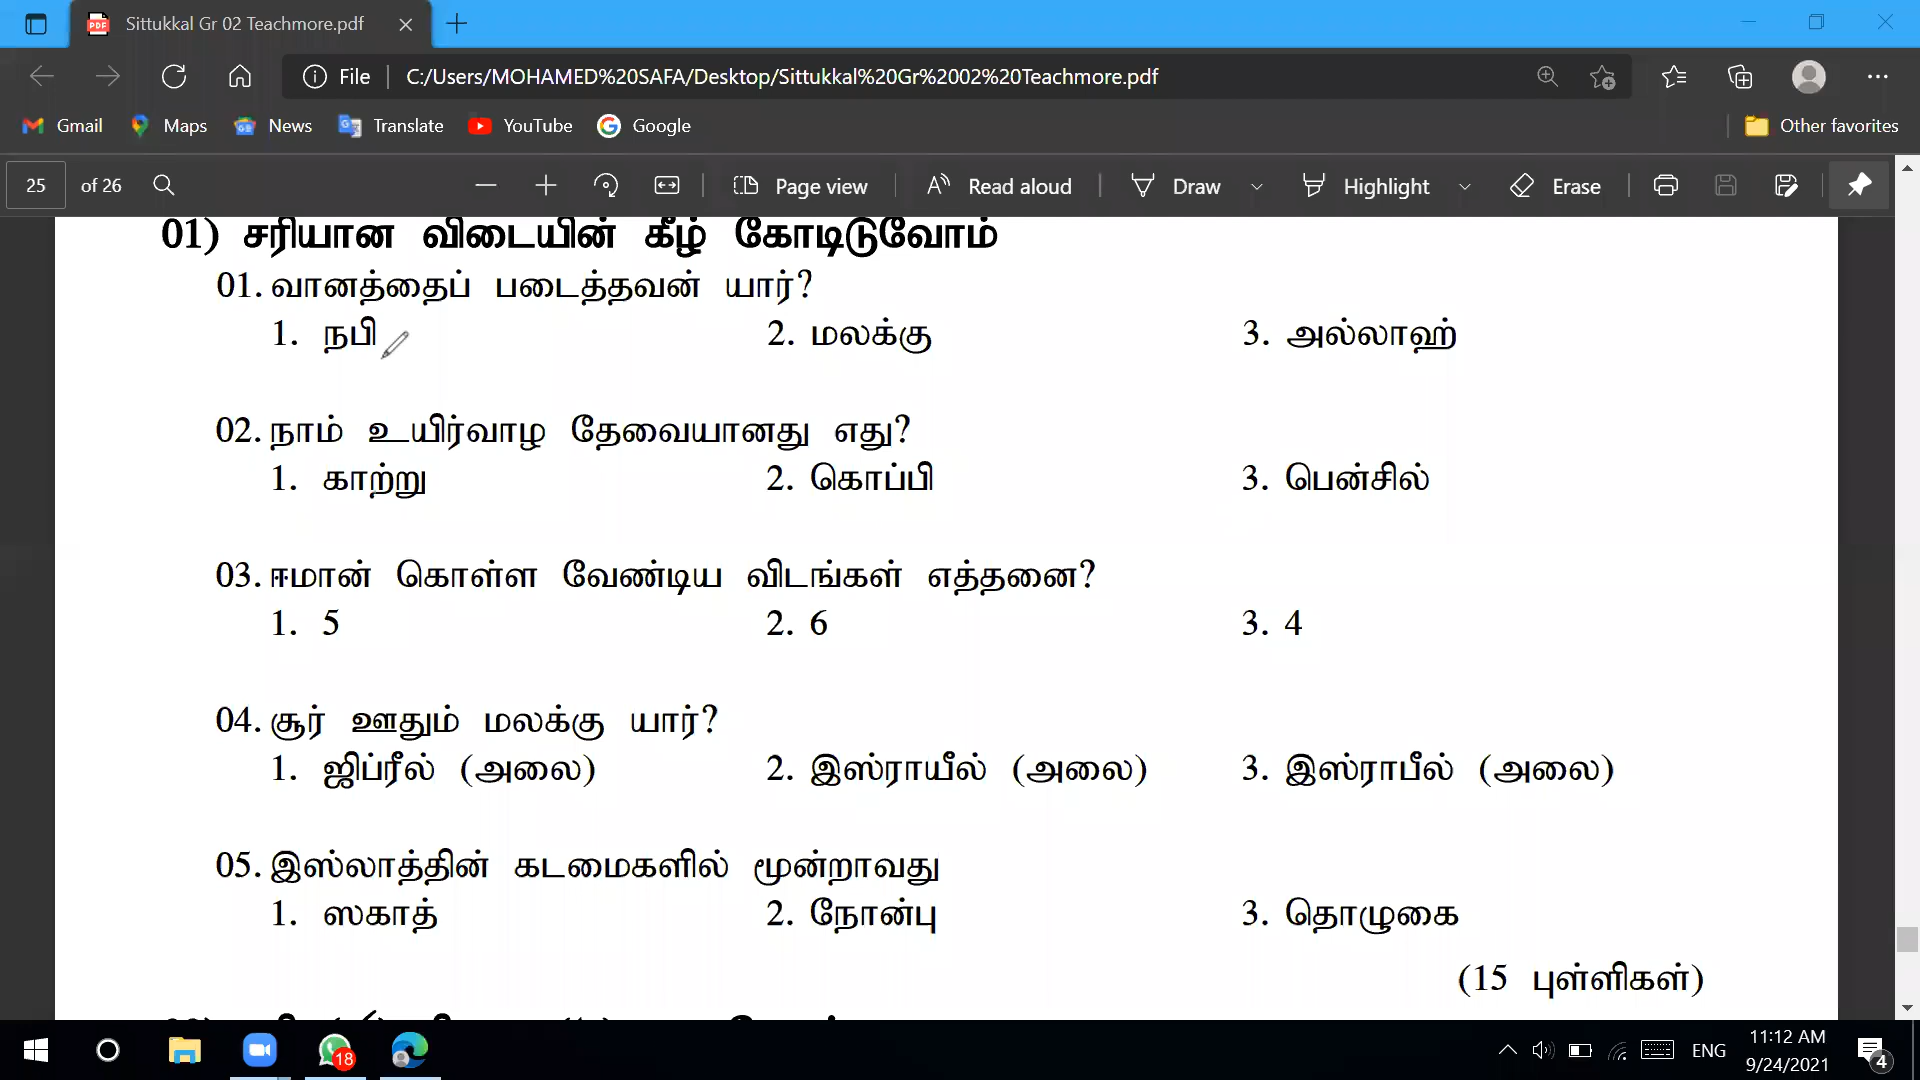 Sittukkal Gr 02 Teachmore.pdf
File C:/Users/MOHAMED%20SAFA/Desktop/Sittukkal%20Gr%2002%20Teachmore.pdf
Gmail Maps News Translate YouTube Google Other favorites
25 of 26 Page view Read aloud Draw Highlight Erase
01) சரியான விடையின் கீழ் கோடிடுவோம்
01. வானத்தைப் படைத்தவன் யார்?
1. நபி 2. மலக்கு 3. அல்லாஹ்
02. நாம் உயிர்வாழ தேவையானது எது?
1. காற்று 2. கொப்பி 3. பென்சில்
03. ஈமான் கொள்ள வேண்டிய விடங்கள் எத்தனை?
1. 5 2. 6 3. 4
04. சூர் ஊதும் மலக்கு யார்?
1. ஜிப்ரீல் (அலை) 2. இஸ்ராயீல் (அலை) 3. இஸ்ராபீல் (அலை)
05. இஸ்லாத்தின் கடமைகளில் மூன்றாவது
1. ஸகாத் 2. நோன்பு 3. தொழுகை
(15 புள்ளிகள்)
18 ENG 11:12 AM
9/24/2021 4